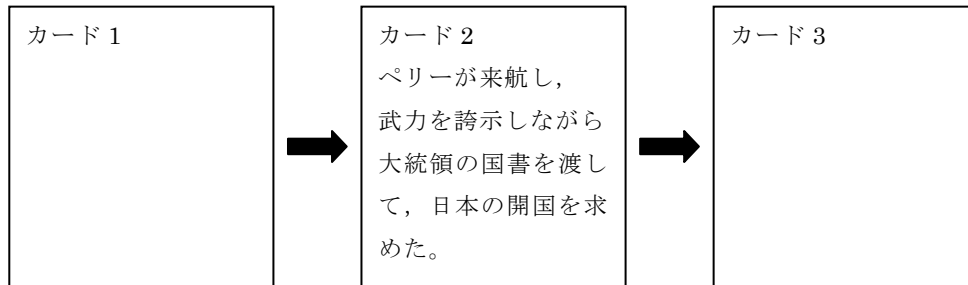 カード 1
カード 2
ペリーが来航し，
武力を誇示しながら
大統領の国書を渡し
て，日本の開国を求
めた。
カード 3